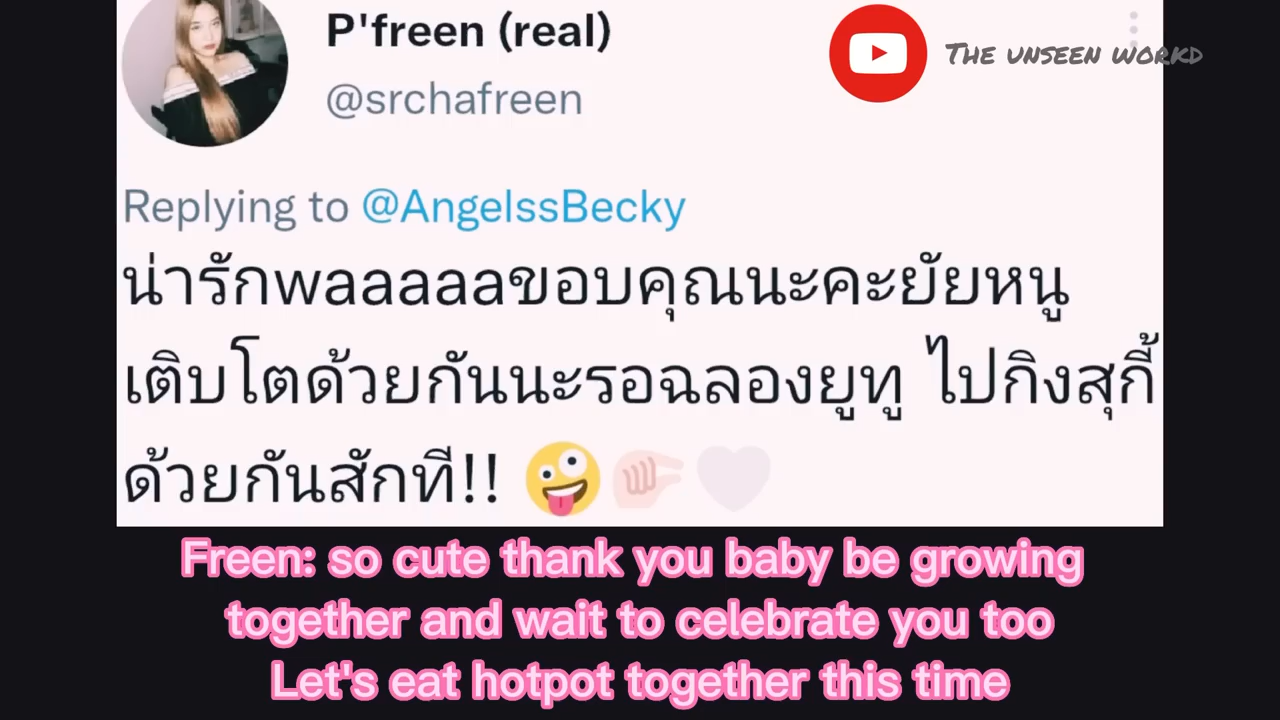 P'freen (real)
THE UNSEEN WORKD
@srchafreen
Replying to @AngelssBecky
น่ารักwaaaaaขอบคุณนะคะยัยหนู
เติบโตด้วยกันนะรอฉลองยูทู ไปกิงสุกี้
ด้วยกันสักที!! 🤪🫳🏻🤍
Freen: so cute thank you baby be growing
together and wait to celebrate you too
Let's eat hotpot together this time